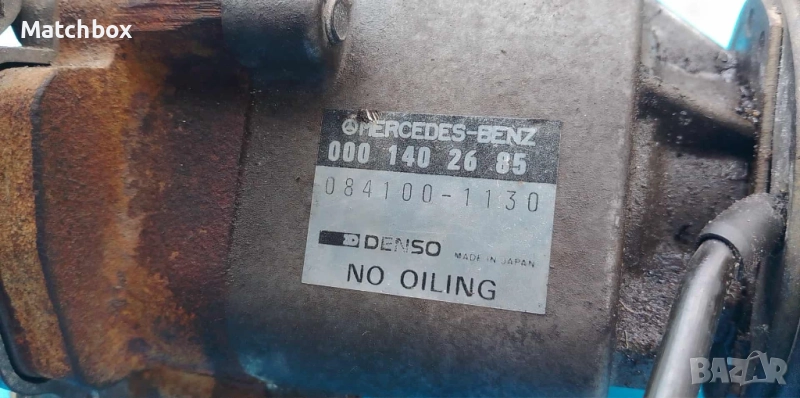 Matchbox
MERCEDES-BENZ
000 140 26 85
084100-1130
DENSO MADE IN JAPAN
NO OILING
BAZAR